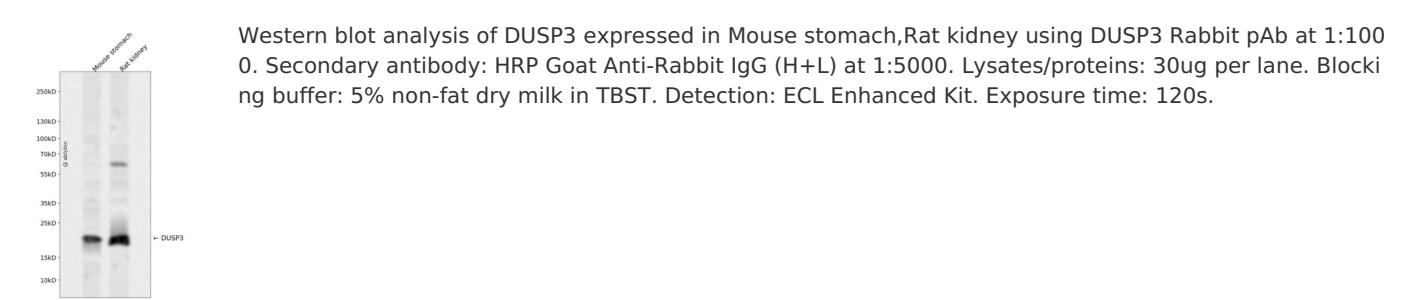 Mouse stomach
Rat kidney
Western blot analysis of DUSP3 expressed in Mouse stomach,Rat kidney using DUSP3 Rabbit pAb at 1:100
0. Secondary antibody: HRP Goat Anti-Rabbit IgG (H+L) at 1:5000. Lysates/proteins: 30ug per lane. Blocki
ng buffer: 5% non-fat dry milk in TBST. Detection: ECL Enhanced Kit. Exposure time: 120s.
250kD
130kD
100kD
70kD
55kD
35kD
25kD
← DUSP3
15kD
10kD